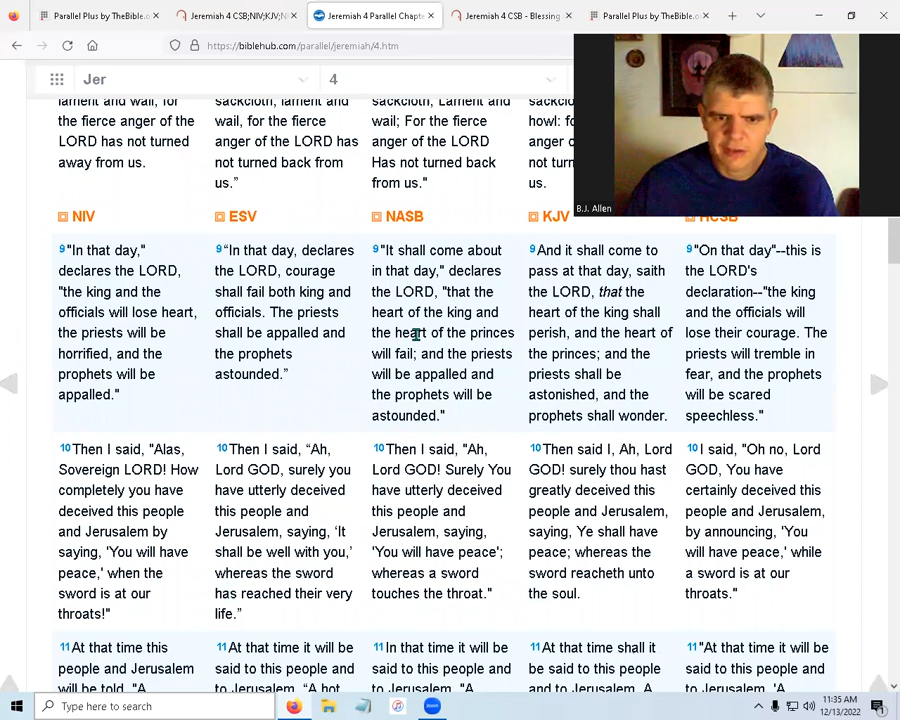 Parallel Plus by TheBible.or
Jeremiah 4 CSB;NIV;KJV;N
Jeremiah 4 Parallel Chapte
Jeremiah 4 CSB - Blessing
Parallel Plus by TheBible.or
https://biblehub.com/parallel/jeremiah/4.htm
Jer
4
lament and wail, for
the fierce anger of the
LORD has not turned
away from us.
sackcloth, lament and
wail, for the fierce
anger of the LORD has
not turned back from
us.”
sackcloth, Lament and
wail; For the fierce
anger of the LORD
Has not turned back
from us."
sackcloth
howl: fo
anger of
not turn
us.
B.J. Allen
NIV
ESV
NASB
KJV
HCSB
9"In that day,"
declares the LORD,
"the king and the
officials will lose heart,
the priests will be
horrified, and the
prophets will be
appalled."
9“In that day, declares
the LORD, courage
shall fail both king and
officials. The priests
shall be appalled and
the prophets
astounded.”
9"It shall come about
in that day," declares
the LORD, "that the
heart of the king and
the heart of the princes
will fail; and the priests
will be appalled and
the prophets will be
astounded."
9And it shall come to
pass at that day, saith
the LORD, that the
heart of the king shall
perish, and the heart of
the princes; and the
priests shall be
astonished, and the
prophets shall wonder.
9"On that day"--this is
the LORD's
declaration--"the king
and the officials will
lose their courage. The
priests will tremble in
fear, and the prophets
will be scared
speechless."
10Then I said, "Alas,
Sovereign LORD! How
completely you have
deceived this people
and Jerusalem by
saying, 'You will have
peace,' when the
sword is at our
throats!"
10Then I said, “Ah,
Lord GOD, surely you
have utterly deceived
this people and
Jerusalem, saying, ‘It
shall be well with you,’
whereas the sword
has reached their very
life.”
10Then I said, "Ah,
Lord GOD! Surely You
have utterly deceived
this people and
Jerusalem, saying,
'You will have peace';
whereas a sword
touches the throat."
10Then said I, Ah, Lord
GOD! surely thou hast
greatly deceived this
people and Jerusalem,
saying, Ye shall have
peace; whereas the
sword reacheth unto
the soul.
10I said, "Oh no, Lord
GOD, You have
certainly deceived this
people and Jerusalem,
by announcing, 'You
will have peace,' while
a sword is at our
throats."
11At that time this
people and Jerusalem
will be told, "A
11At that time it will be
said to this people and
to Jerusalem, “A hot
11In that time it will be
said to this people and
to Jerusalem, "A
11At that time shall it
be said to this people
and to Jerusalem, A
11"At that time it will be
said to this people and
to Jerusalem, 'A
Type here to search
11:35 AM
12/13/2022